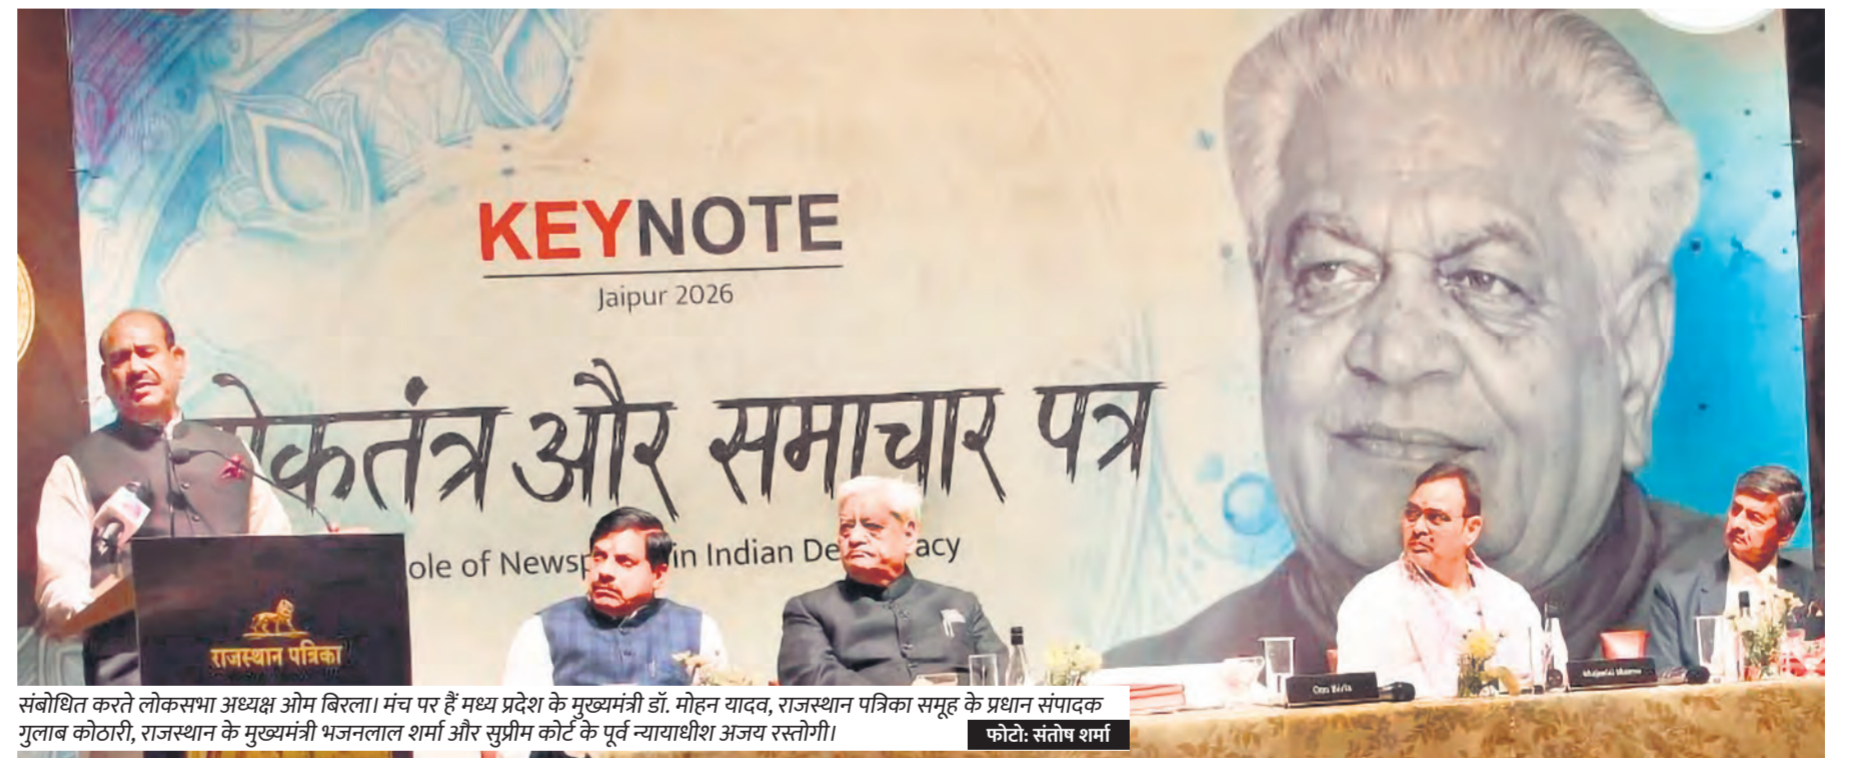 KEYNOTE
Jaipur 2026
और समाचार पत्र
ole of Newsp in Indian De acy
राजस्थान पत्रिका
Om Birla
संबोधित करते लोकसभा अध्यक्ष ओम बिरला। मंच पर हैं मध्य प्रदेश के मुख्यमंत्री डॉ. मोहन यादव, राजस्थान पत्रिका समूह के प्रधान संपादक
गुलाब कोठारी, राजस्थान के मुख्यमंत्री भजनलाल शर्मा और सुप्रीम कोर्ट के पूर्व न्यायाधीश अजय रस्तोगी।
फोटो: संतोष शर्मा